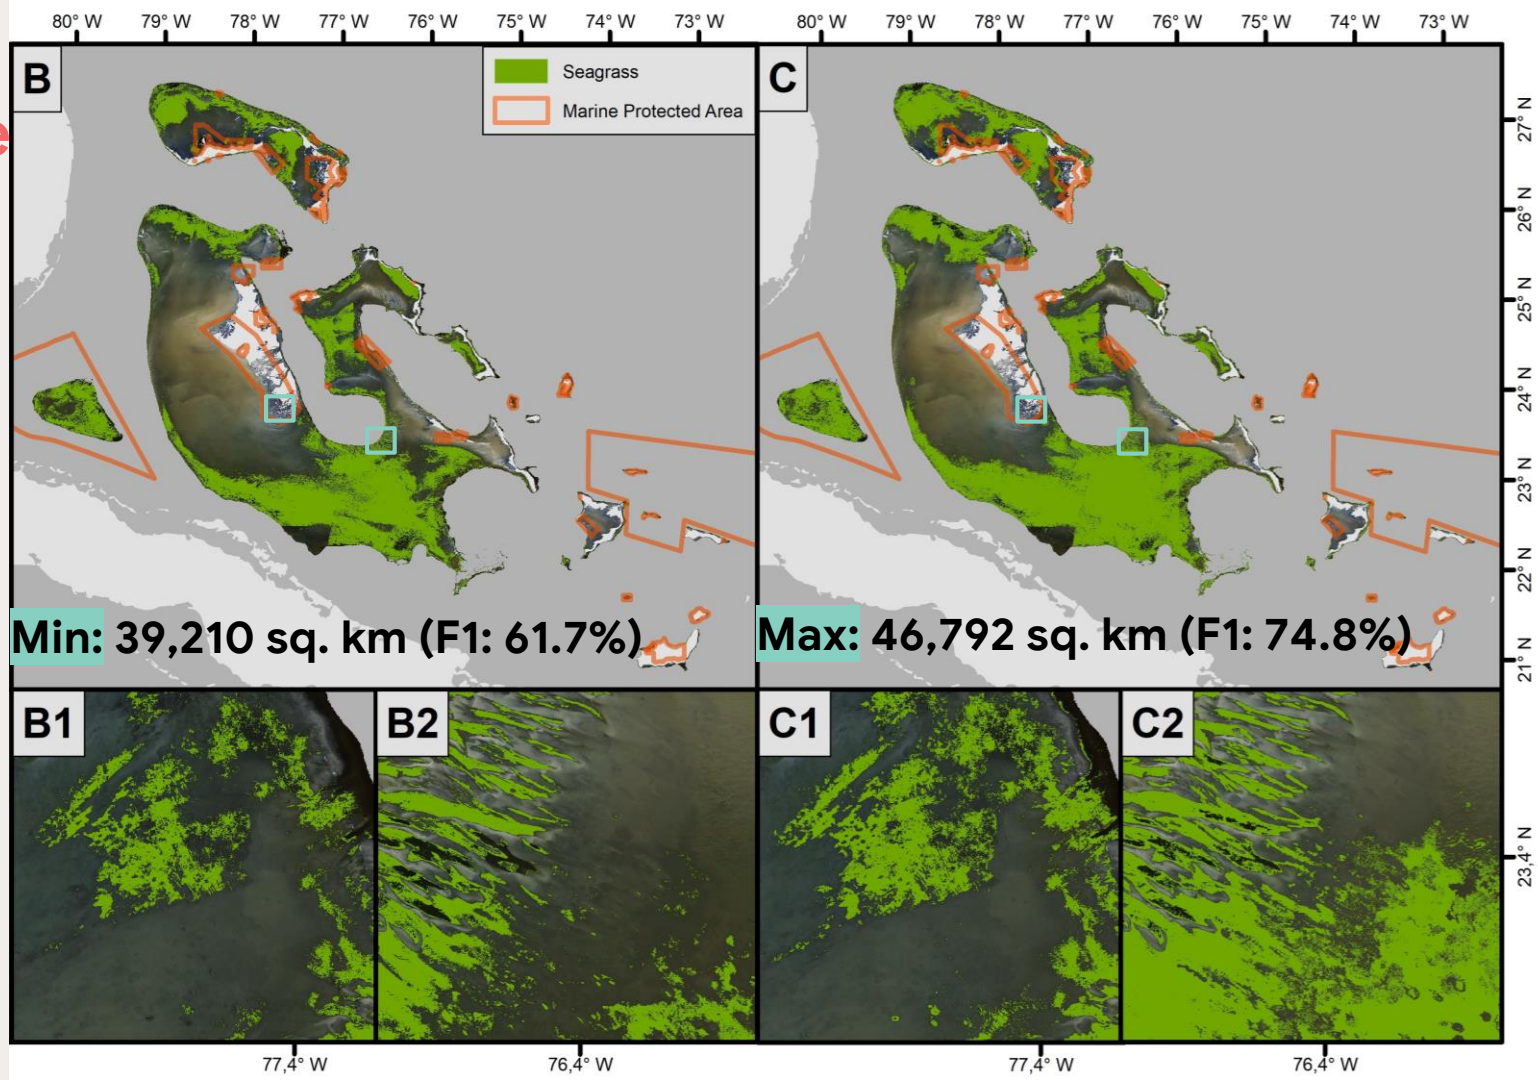 80° W 79° W 78° W 77° W 76° W 75° W 74° W 73° W 80° W 79° W 78° W 77° W 76° W 75° W 74° W 73° W
B
Seagrass
Marine Protected Area
C
27° N
26° N
25° N
24° N
23° N
22° N
21° N
e
Min: 39,210 sq. km (F1: 61.7%)
Max: 46,792 sq. km (F1: 74.8%)
B1
B2
C1
C2
23,4° N
77,4° W 76,4° W 77,4° W 76,4° W